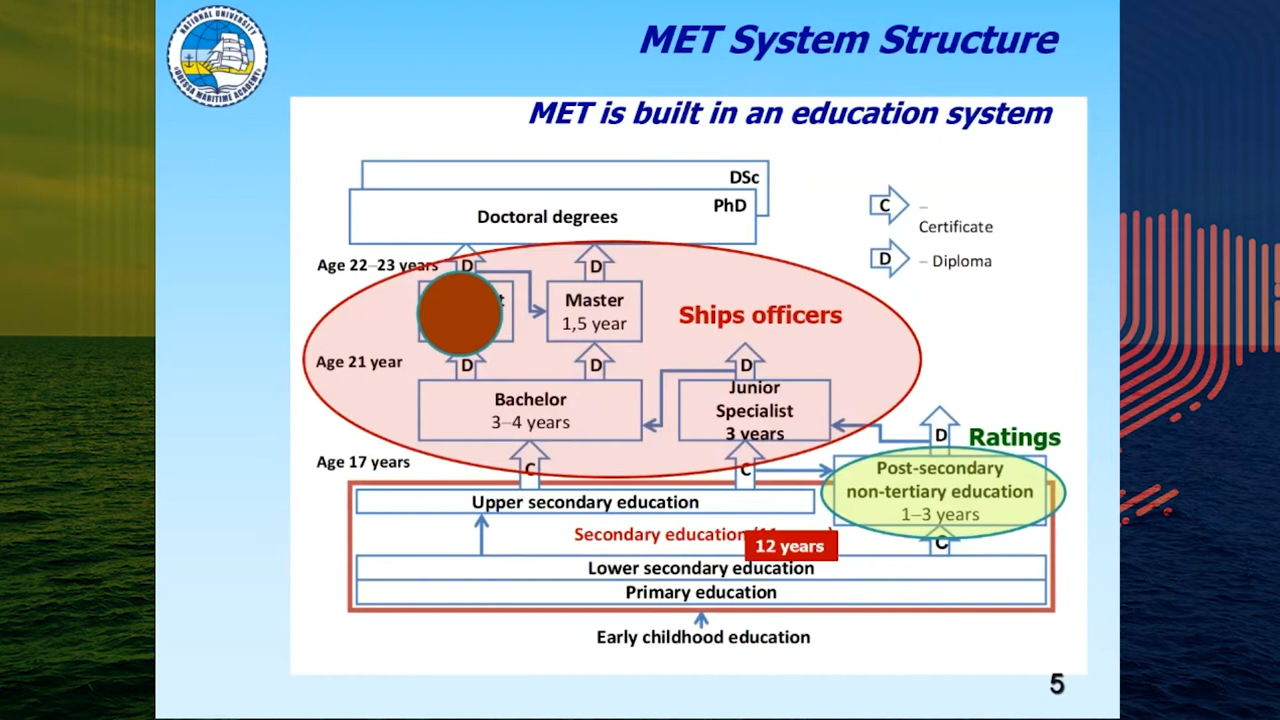 NATIONAL UNIVERSITY
"ODESSA MARITIME ACADEMY"
MET System Structure
MET is built in an education system
DSc
PhD
Doctoral degrees
C – Certificate
D – Diploma
Age 22–23 years
D
D
Master
1,5 year
Ships officers
Age 21 year
D
D
D
Bachelor
3–4 years
Junior
Specialist
3 years
D
Ratings
Age 17 years
C
C
Post-secondary
non-tertiary education
1–3 years
Upper secondary education
Secondary education
12 years
C
Lower secondary education
Primary education
Early childhood education
5